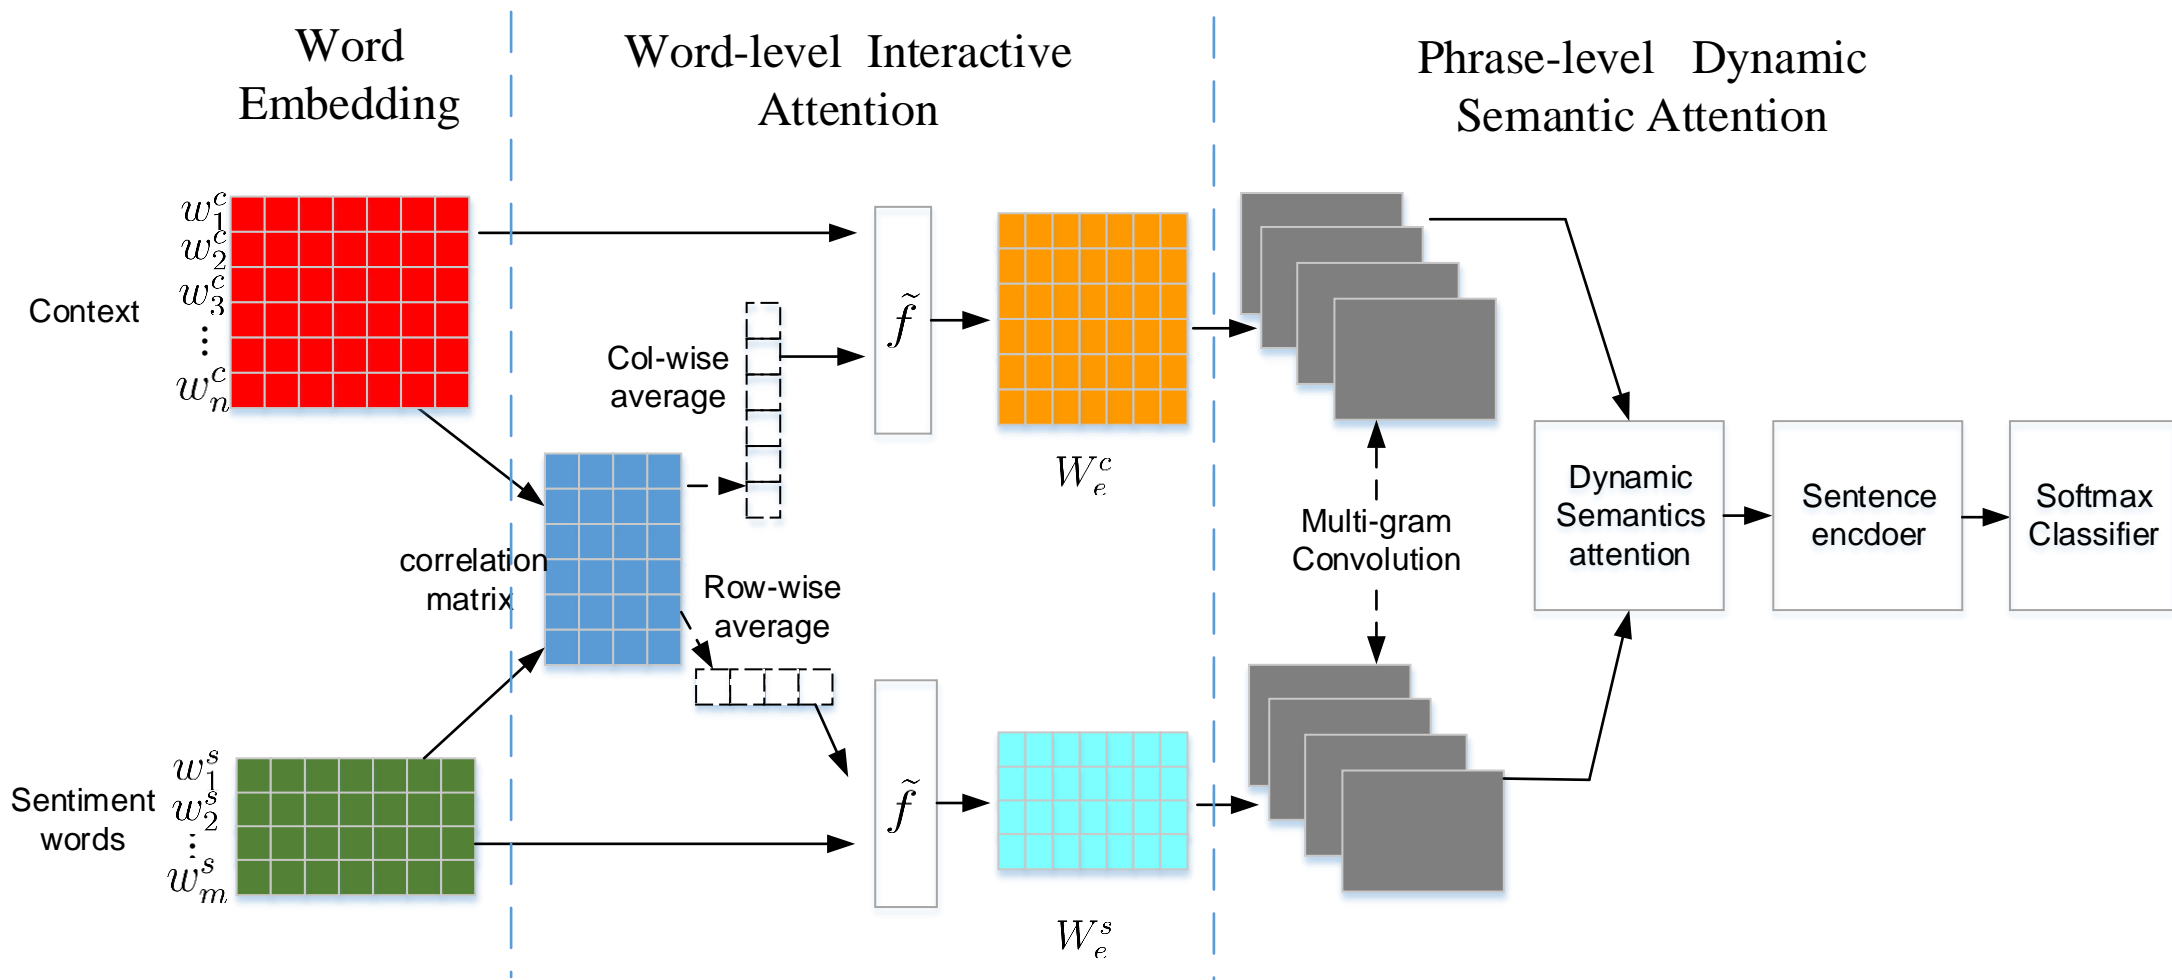 Word
Embedding
Word-level Interactive
Attention
Phrase-level Dynamic
Semantic Attention
w_1^c
w_2^c
w_3^c
⋮
w_n^c
Context
Col-wise
average
f̃
W_e^c
correlation
matrix
Row-wise
average
Multi-gram
Convolution
Dynamic
Semantics
attention
Sentence
encdoer
Softmax
Classifier
w_1^s
w_2^s
⋮
w_m^s
Sentiment
words
f̃
W_e^s